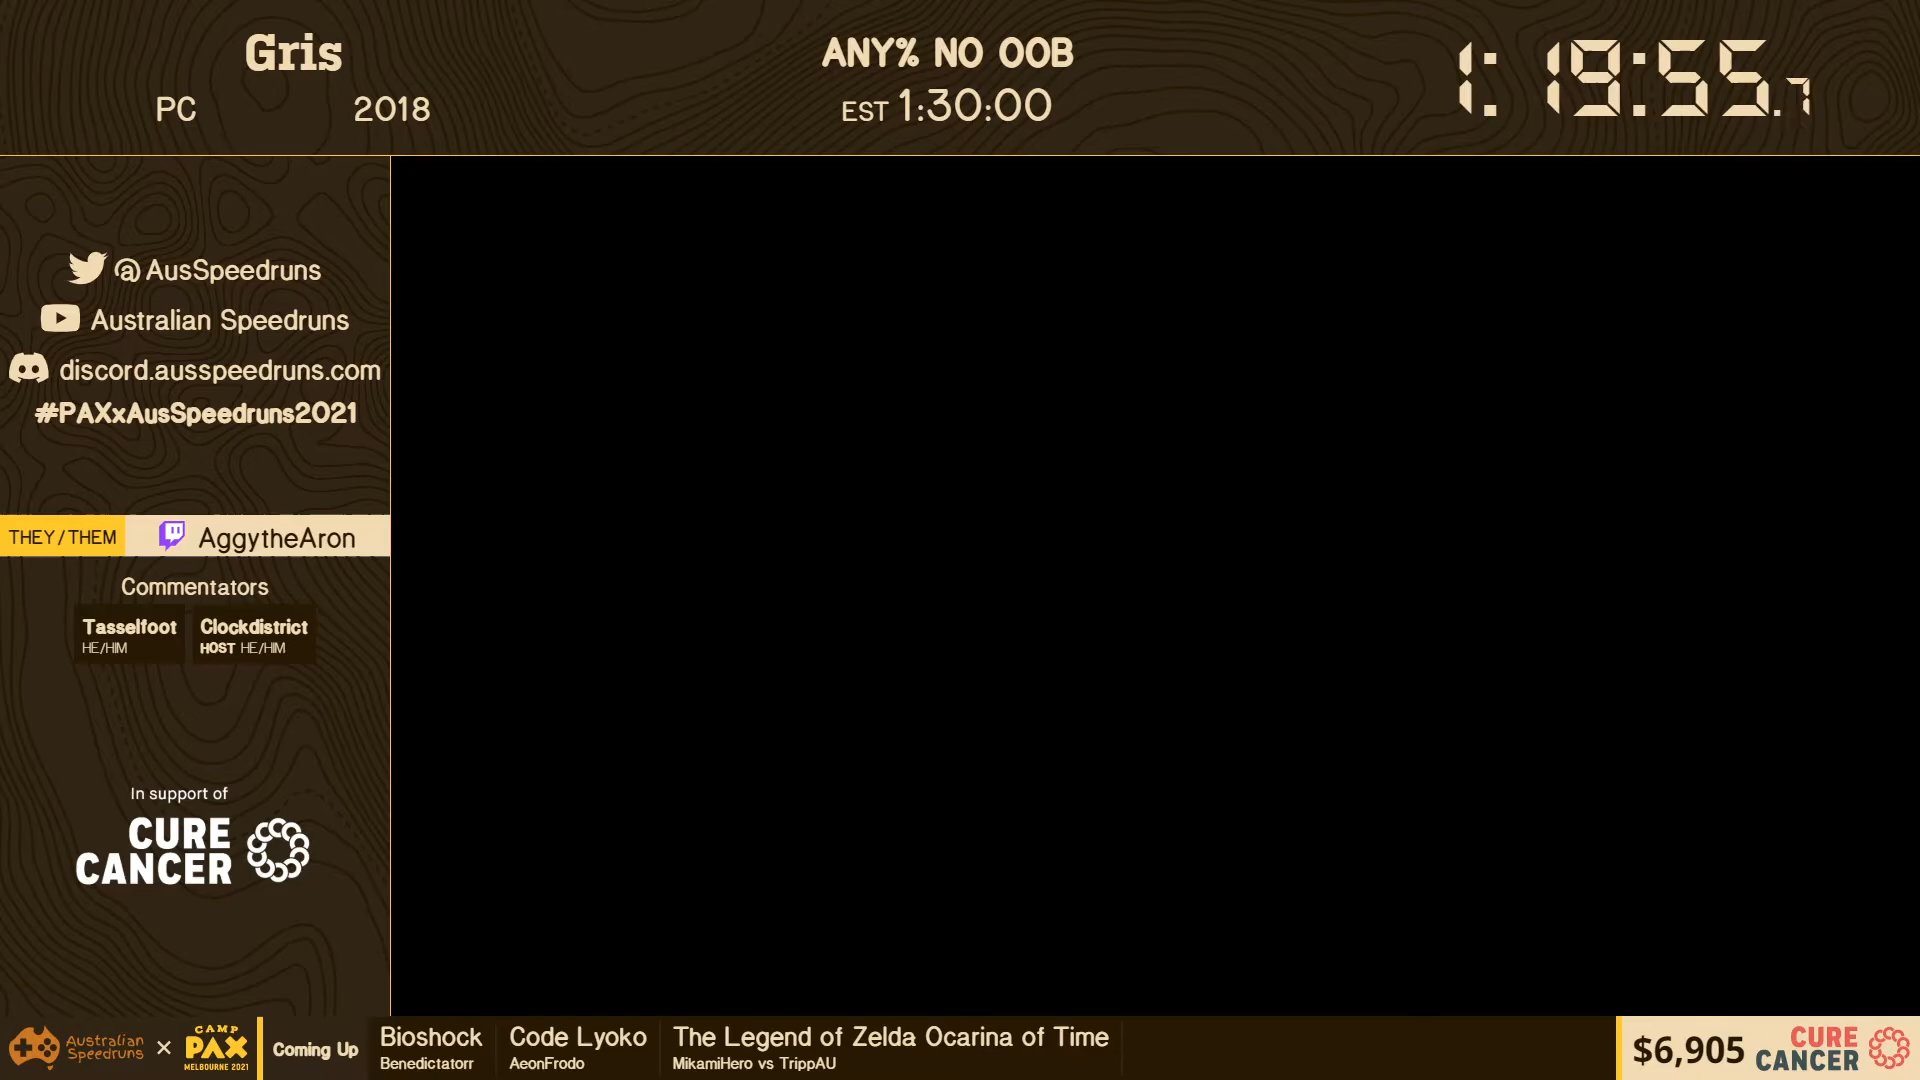 Gris
PC 2018
ANY% NO OOB
EST 1:30:00
1:19:55.7
@AusSpeedruns
Australian Speedruns
discord.ausspeedruns.com
#PAXxAusSpeedruns2021
THEY/THEM AggytheAron
Commentators
Tasselfoot Clockdistrict
HE/HIM HOST HE/HIM
In support of
CURE
CANCER
Australian
Speedruns
×
CAMP
PAX
MELBOURNE 2021
Coming Up
Bioshock
Benedictatorr
Code Lyoko
AeonFrodo
The Legend of Zelda Ocarina of Time
MikamiHero vs TrippAU
$6,905
CURE
CANCER